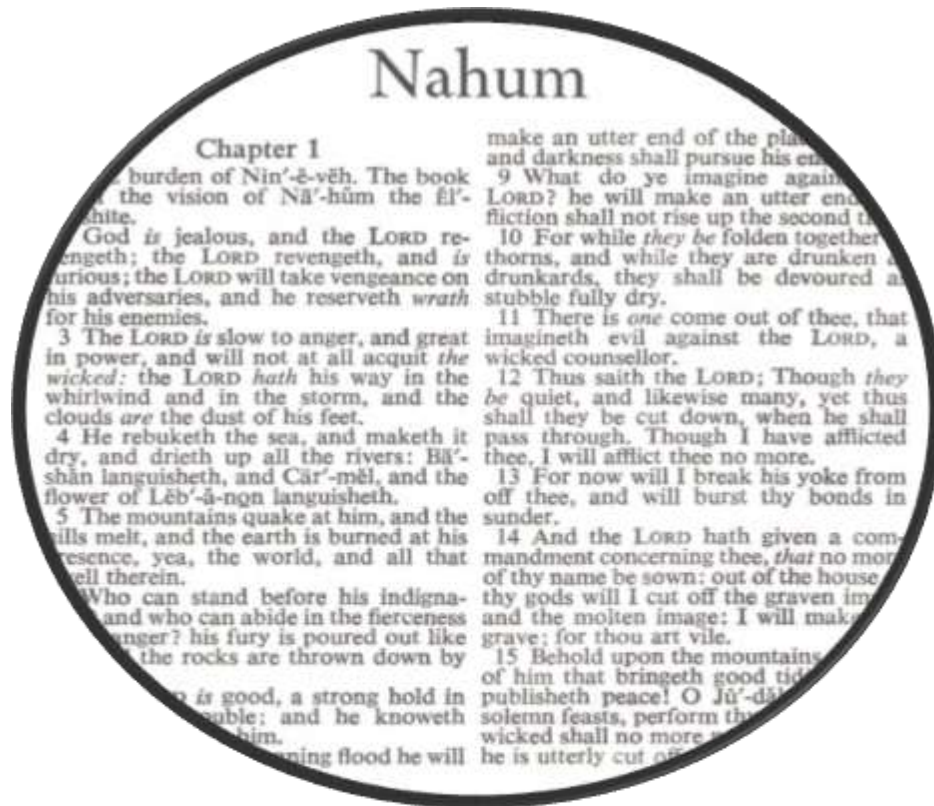 Nahum
Chapter 1
burden of Nin′-ĕ-vēh. The book
the vision of Nā′-hŭm the Ĕl′-
God is jealous, and the LORD re-
the LORD revengeth, and is
the LORD will take vengeance on
his adversaries, and he reserveth wrath
for his enemies.
3 The LORD is slow to anger, and great
in power, and will not at all acquit the
wicked: the LORD hath his way in the
whirlwind and in the storm, and the
clouds are the dust of his feet.
4 He rebuketh the sea, and maketh it
dry, and drieth up all the rivers: Bā′-
shăn languisheth, and Cär′-mĕl, and the
flower of Lĕb′-ȧ-nọn languisheth.
5 The mountains quake at him, and the
melt, and the earth is burned at his
yea, the world, and all that
therein.
Who can stand before his indigna-
and who can abide in the fierceness
anger? his fury is poured out like
the rocks are thrown down by
is good, a strong hold in
and he knoweth
him.
flood he will
make an utter end of the
and darkness shall pursue his
9 What do ye imagine
LORD? he will make an utter
fliction shall not rise up the second
10 For while they be folden together
thorns, and while they are drunken
drunkards, they shall be devoured
stubble fully dry.
11 There is one come out of thee, that
imagineth evil against the LORD, a
wicked counsellor.
12 Thus saith the LORD; Though they
be quiet, and likewise many, yet thus
shall they be cut down, when he shall
pass through. Though I have afflicted
thee, I will afflict thee no more.
13 For now will I break his yoke from
off thee, and will burst thy bonds in
sunder.
14 And the LORD hath given a com-
mandment concerning thee, that no
of thy name be sown: out of the house
thy gods will I cut off the graven
and the molten image: I will
grave; for thou art vile.
15 Behold upon the mountains
of him that bringeth good
publisheth peace! O Jū′-dăh
solemn feasts, perform
wicked shall no more
he is utterly cut